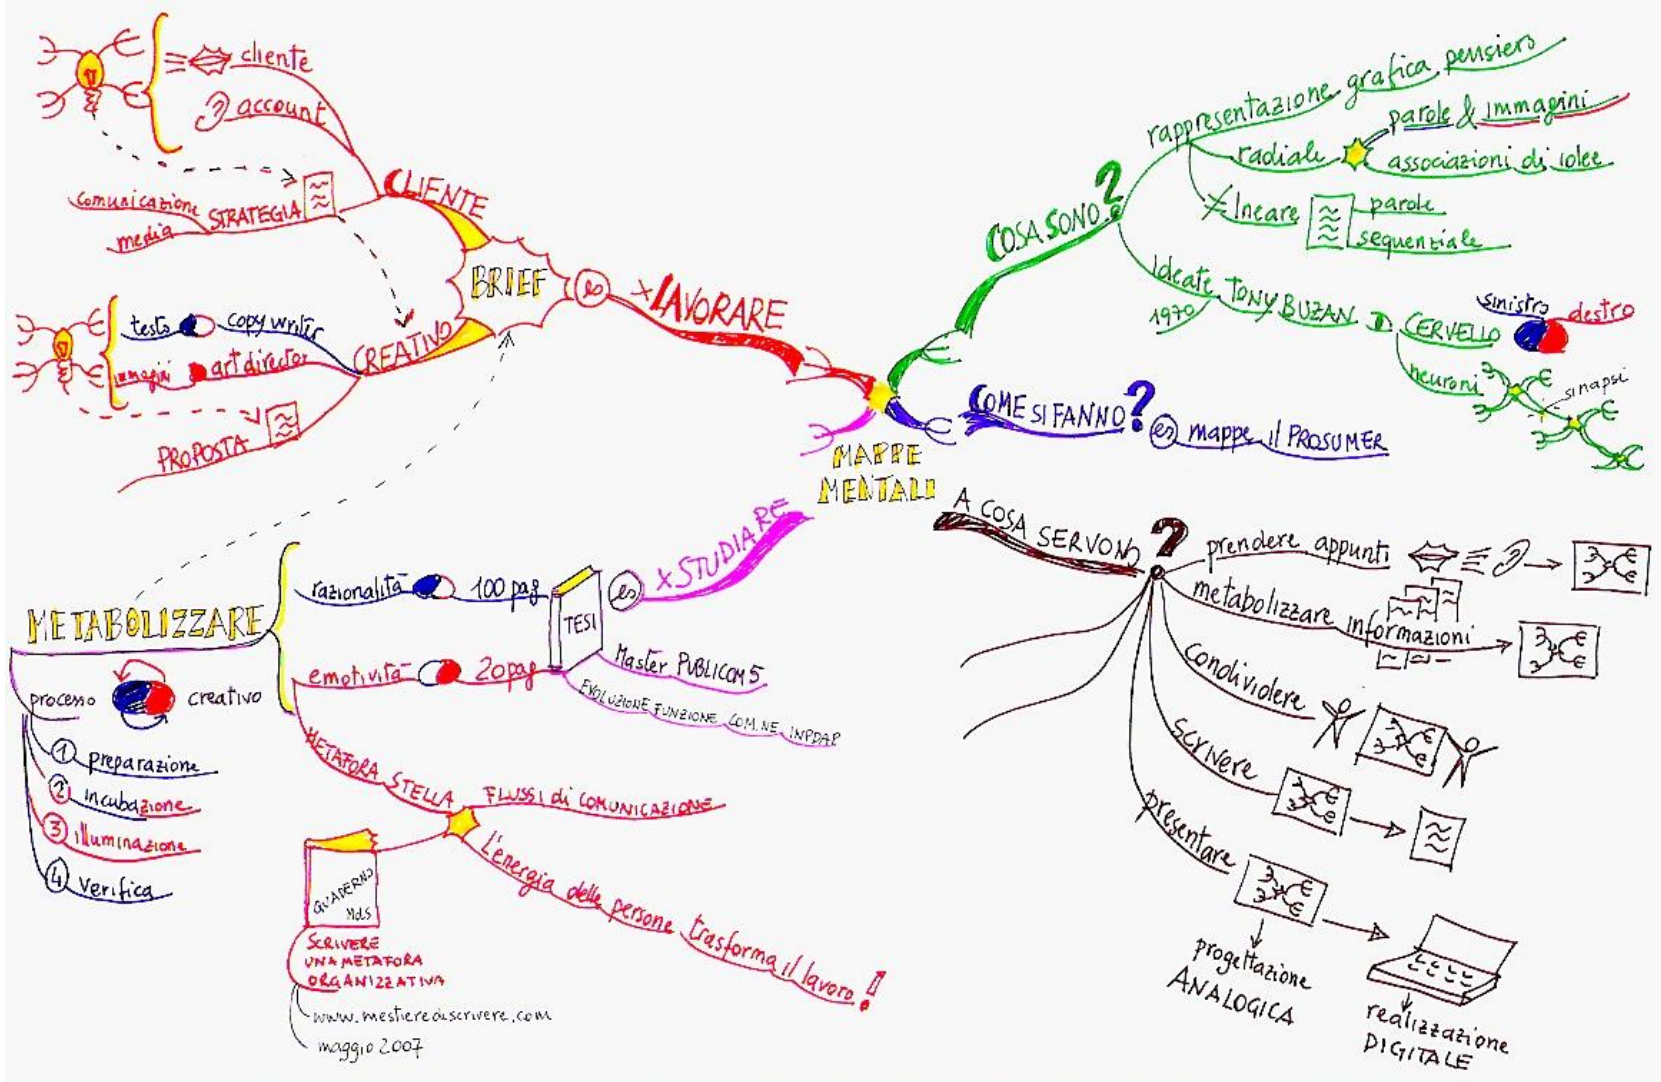 MAPPE
MENTALI
COSA SONO?
rappresentazione grafica pensiero
radiale
parole & immagini
associazioni di idee
≠ lineare
parole
sequenziale
ideate TONY BUZAN
1970
CERVELLO
sinistro
destro
neuroni
sinapsi
COME SI FANNO?
es mappe il PROSUMER
A COSA SERVONO?
prendere appunti
metabolizzare informazioni
condividere
scrivere
presentare
progettazione
ANALOGICA
realizzazione
DIGITALE
x STUDIARE
es
TESI
100 pag
razionalità
20 pag
emotività
Master PUBLICOM 5
EVOLUZIONE FUNZIONE COM.NE INPDAP
METABOLIZZARE
processo
creativo
1 preparazione
2 incubazione
3 illuminazione
4 verifica
METAFORA STELLA
FLUSSI di COMUNICAZIONE
L'energia delle persone trasforma il lavoro!
QUADERNO
MdS
SCRIVERE
UNA METAFORA
ORGANIZZATIVA
www.mestierediscrivere.com
maggio 2007
x LAVORARE
es
BRIEF
CLIENTE
cliente
account
STRATEGIA
comunicazione
media
CREATIVO
testo
copy writer
immagini
art director
PROPOSTA